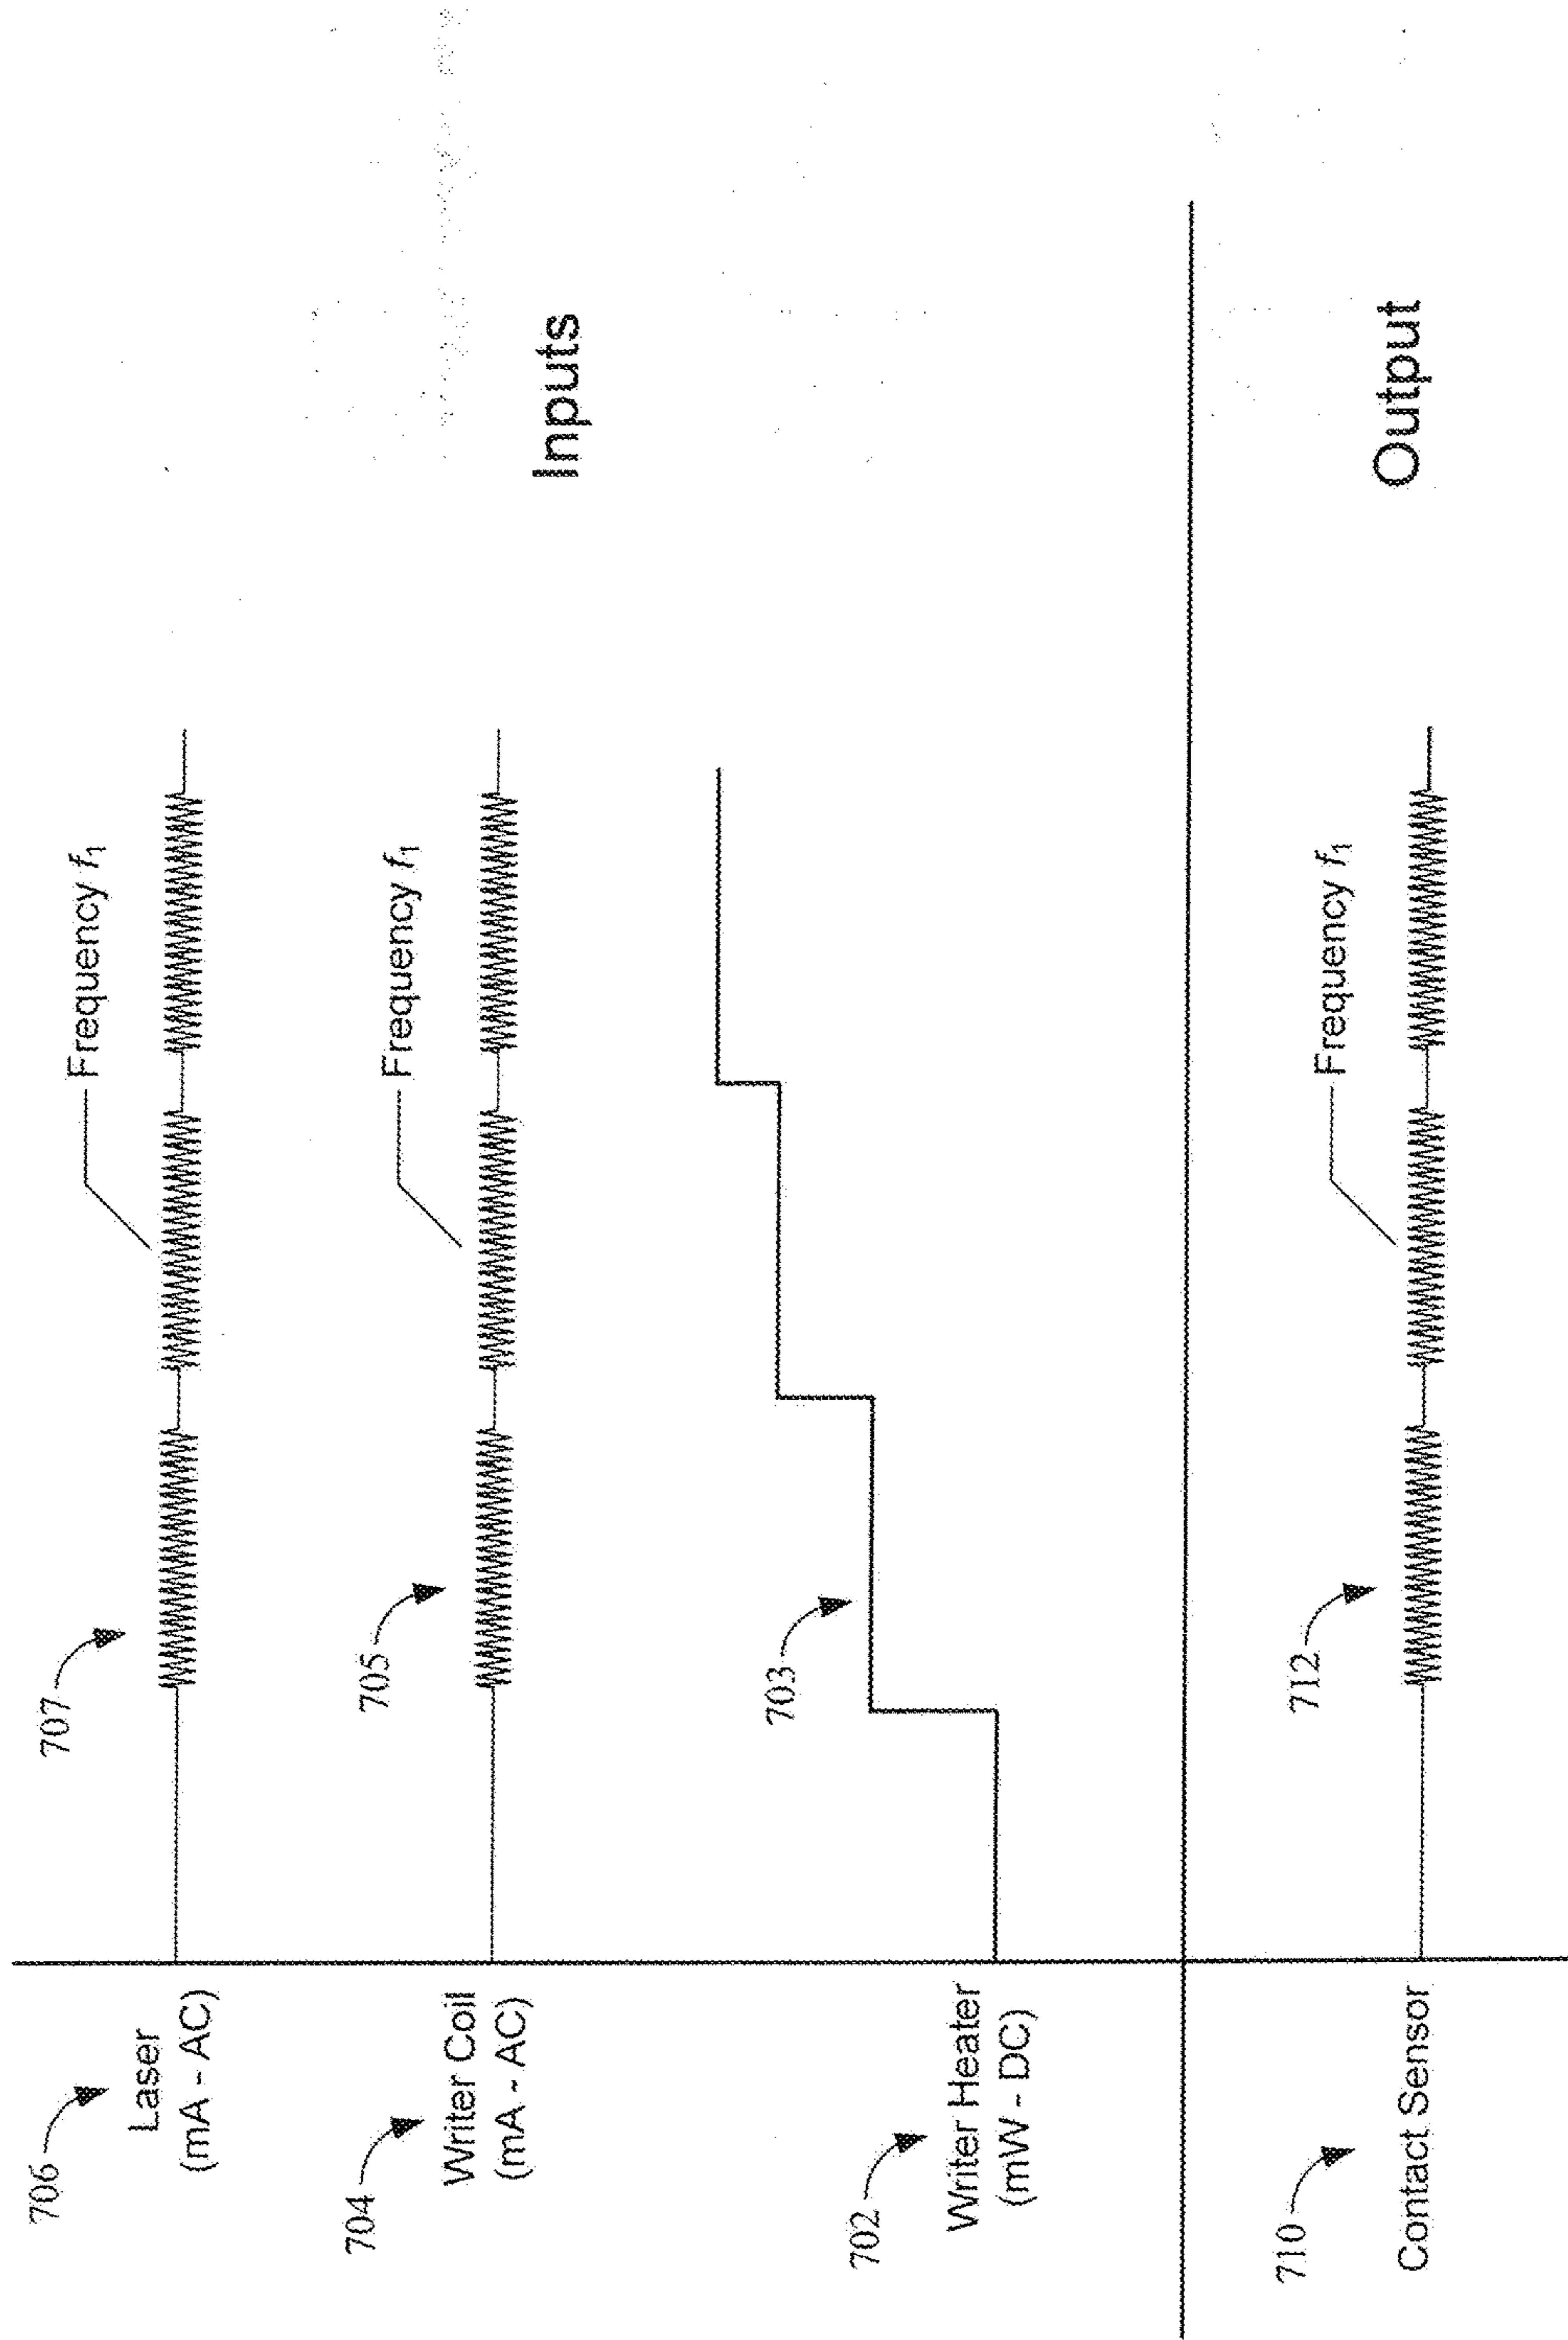 706
Laser
(mA - AC)
707
Frequency f1
704
Writer Coil
(mA - AC)
705
Frequency f1
Inputs
702
Writer Heater
(mW - DC)
703
710
Contact Sensor
712
Frequency f1
Output